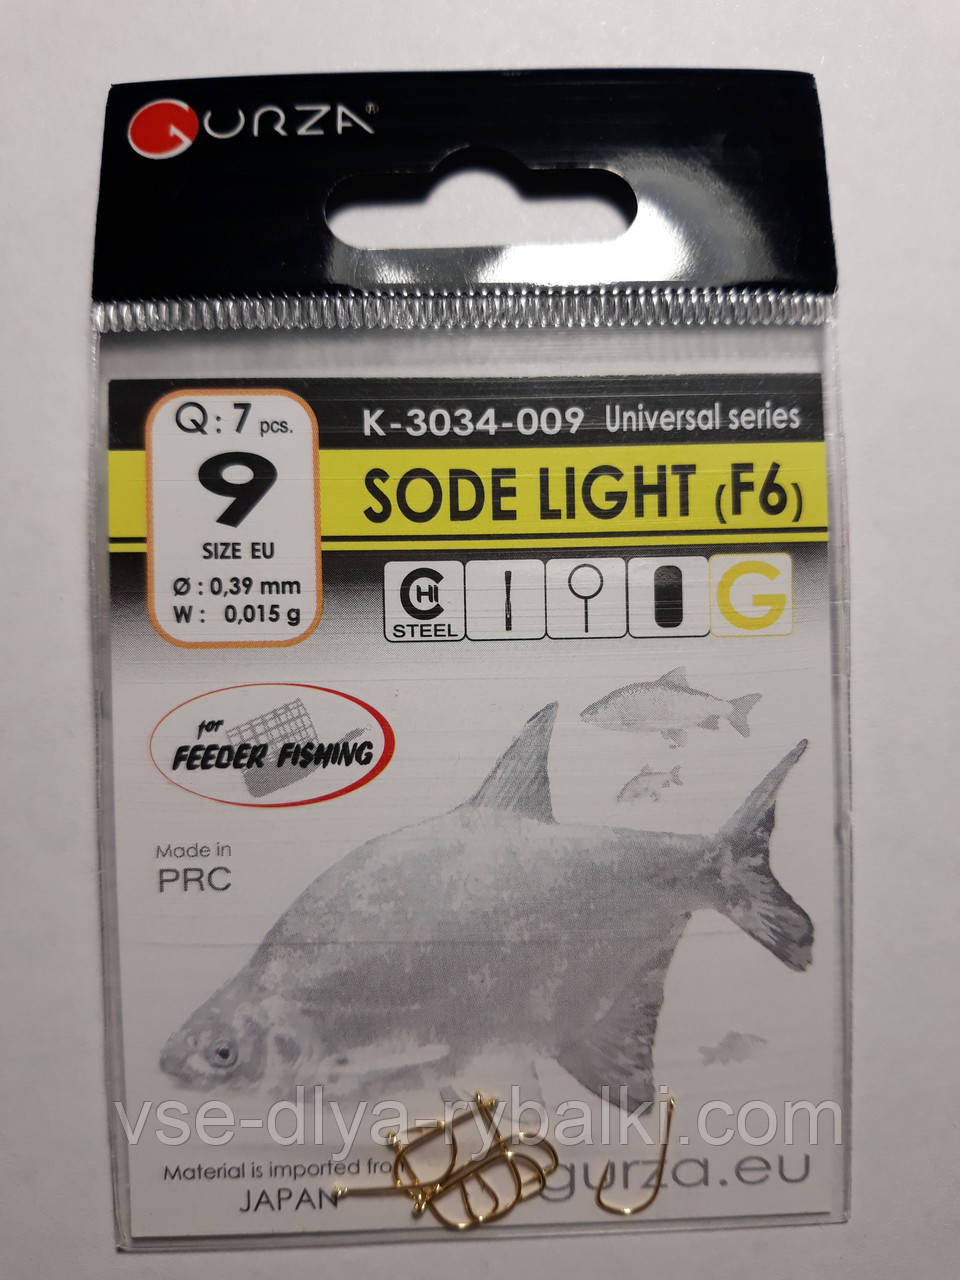 GURZA®
Q: 7 pcs.
9
SIZE EU
Ø : 0,39 mm
W : 0,015 g
K-3034-009 Universal series
SODE LIGHT (F6)
C HI
STEEL
G
for
FEEDER FISHING
Made in
PRC
vse-dlya-rybalki.com
Material is imported from
JAPAN
gurza.eu